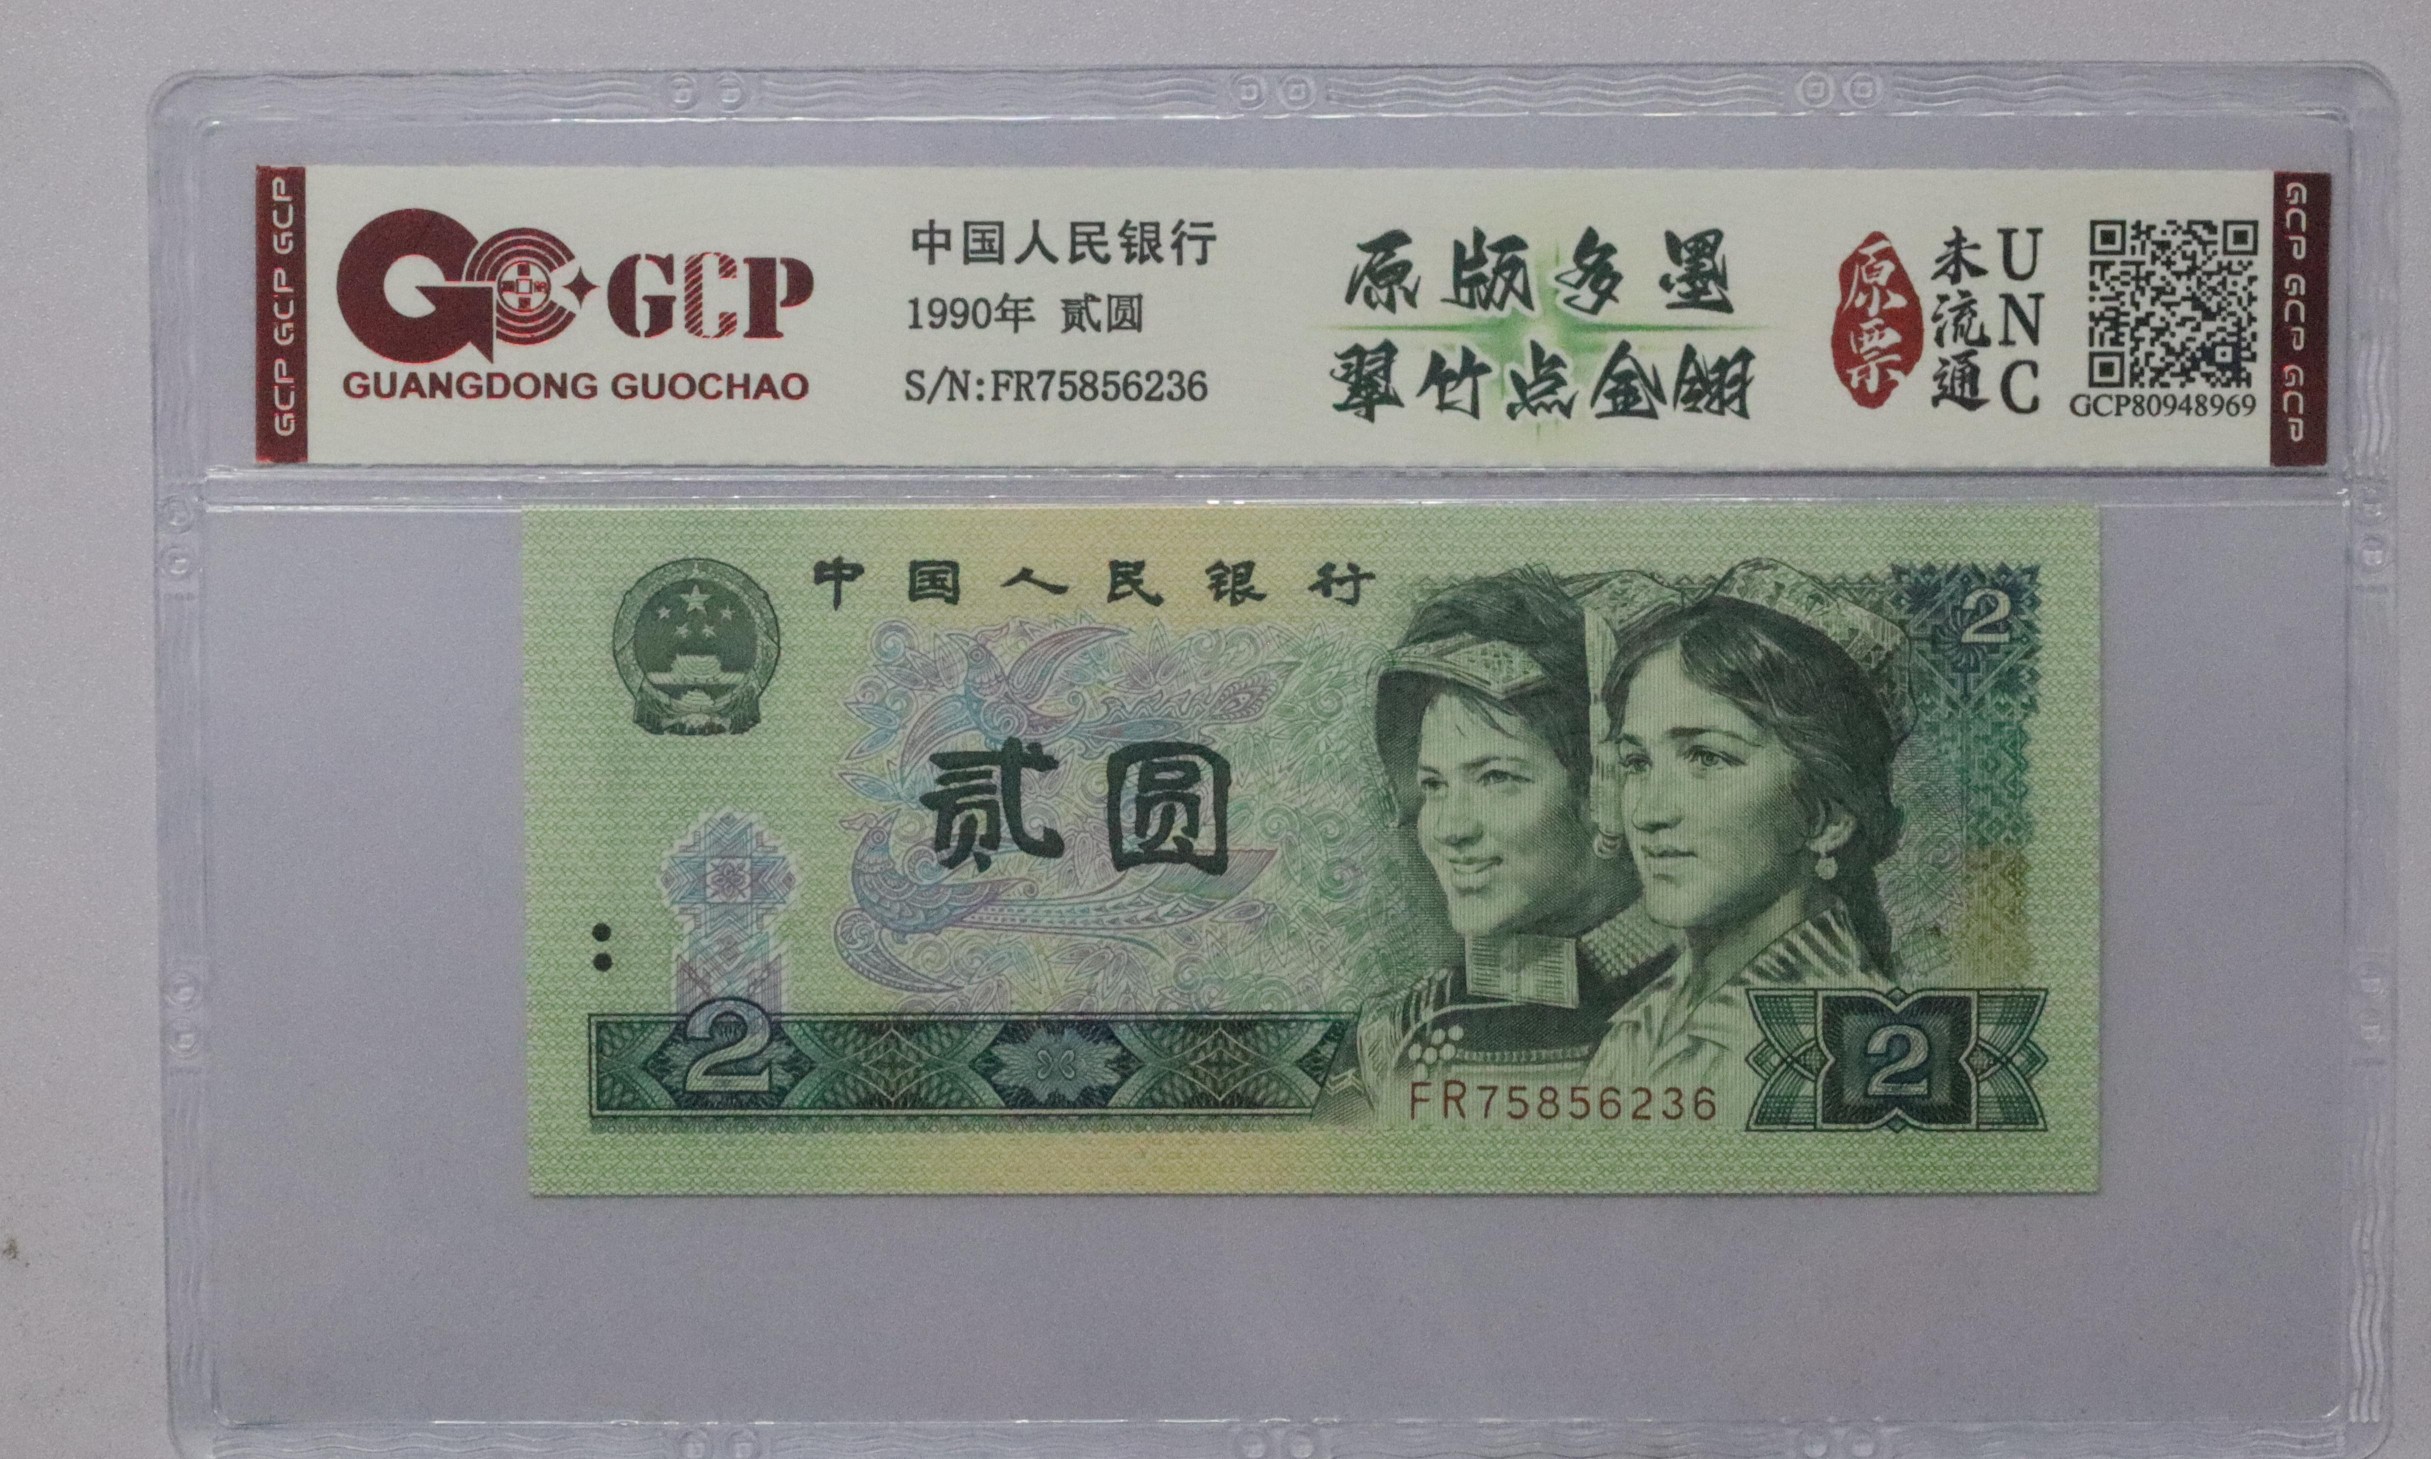 GCP GCP GCP
GCP
GUANGDONG GUOCHAO
中国人民银行
1990年 贰圆
S/N:FR75856236
原版多墨
翠竹点金翎
原票
未流通
UNC
GCP80948969
GCP GCP GCP
中国人民银行
2
贰圆
2
2
FR75856236